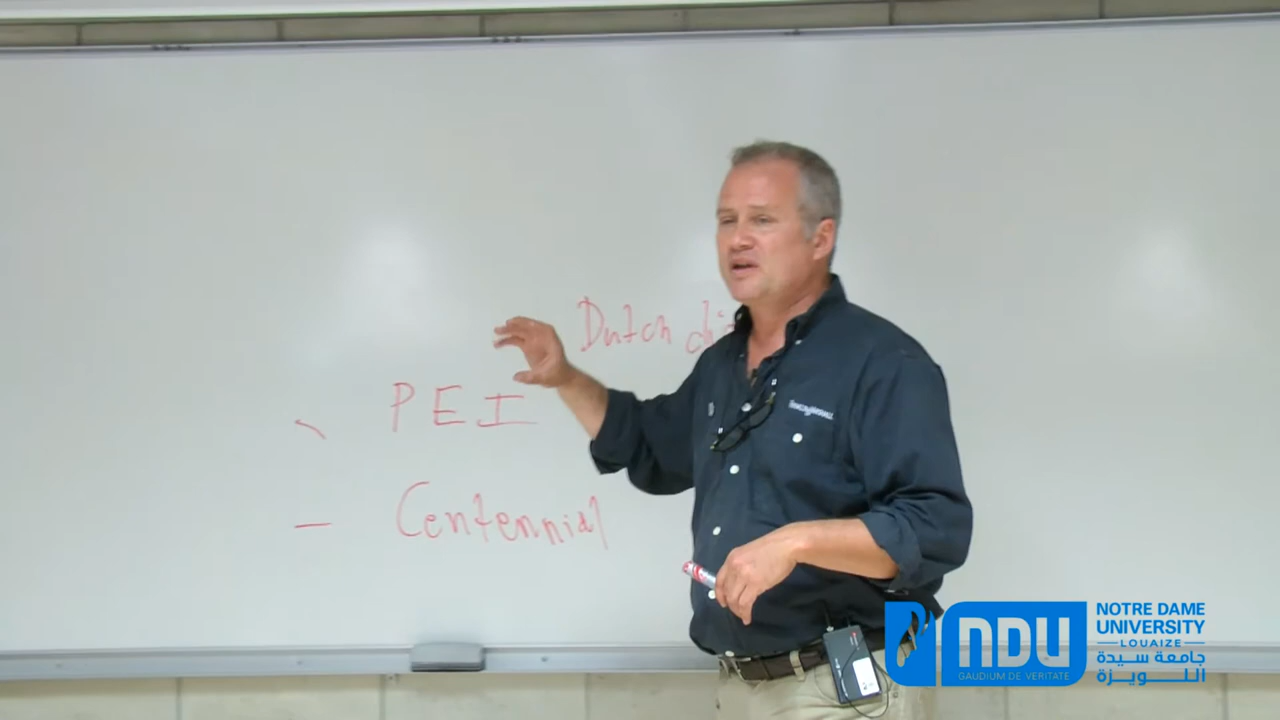 Dutch
PEI
- Centennial
NDU
GAUDIUM DE VERITATE
NOTRE DAME
UNIVERSITY
LOUAIZE
جامعة سيدة
اللويزة